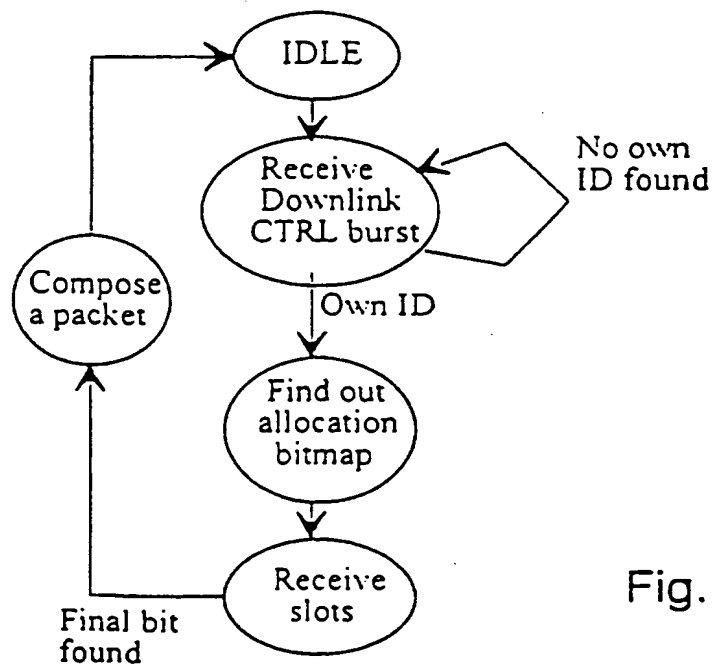 IDLE
Receive
Downlink
CTRL burst
No own
ID found
Own ID
Compose
a packet
Find out
allocation
bitmap
Receive
slots
Final bit
found
Fig.